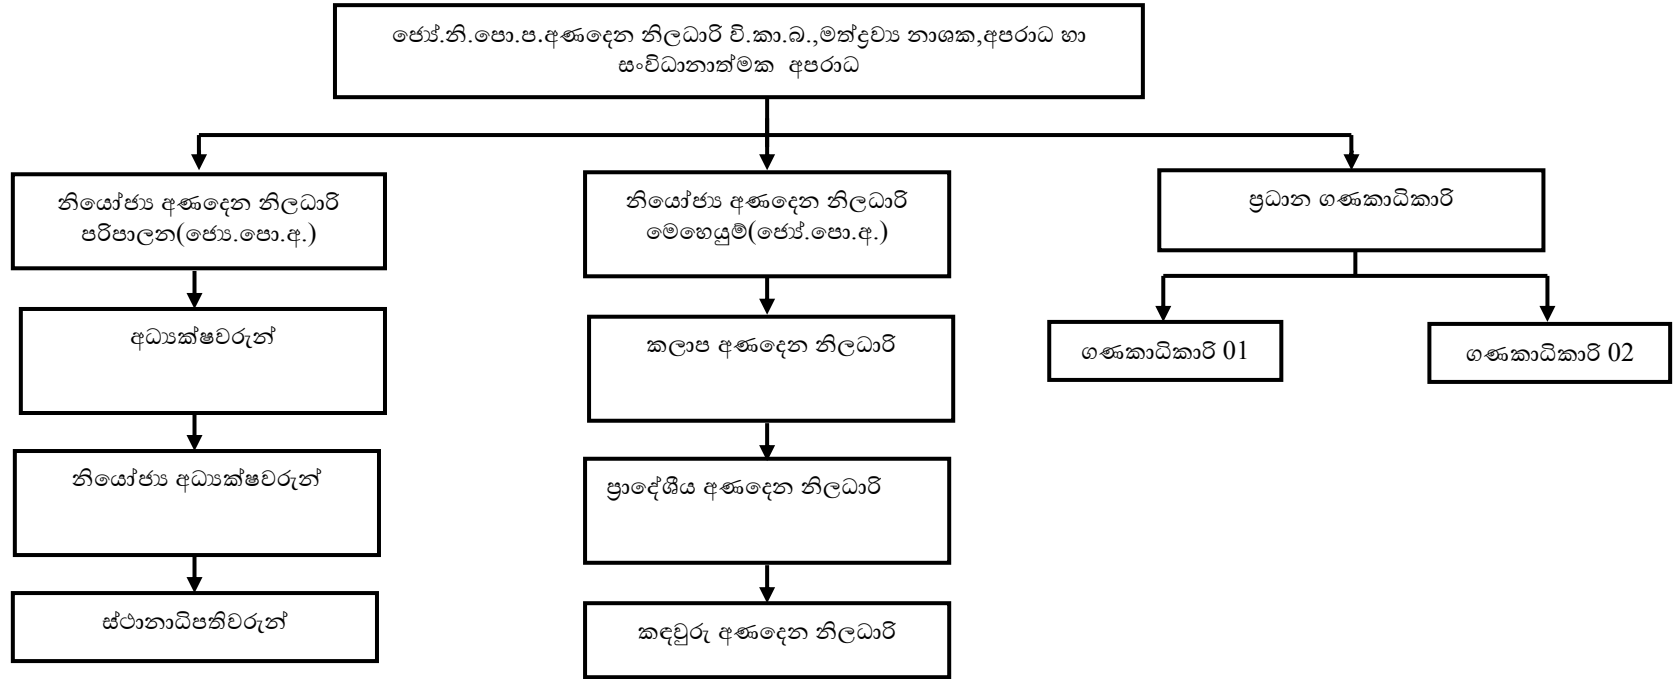 ජ්‍යේ.නි.පො.ප.අණදෙන නිලධාරි වි.කා.බ.,මත්ද්‍රව්‍ය නාශක,අපරාධ හා
සංවිධානාත්මක අපරාධ
නියෝජ්‍ය අණදෙන නිලධාරි
පරිපාලන(ජ්‍යෙ.පො.අ.)
නියෝජ්‍ය අණදෙන නිලධාරි
මෙහෙයුම්(ජ්‍යේ.පො.අ.)
ප්‍රධාන ගණකාධිකාරි
අධ්‍යක්ෂවරුන්
කලාප අණදෙන නිලධාරි
ගණකාධිකාරි 01
ගණකාධිකාරි 02
නියෝජ්‍ය අධ්‍යක්ෂවරුන්
ප්‍රාදේශීය අණදෙන නිලධාරි
ස්ථානාධිපතිවරුන්
කඳවුරු අණදෙන නිලධාරි